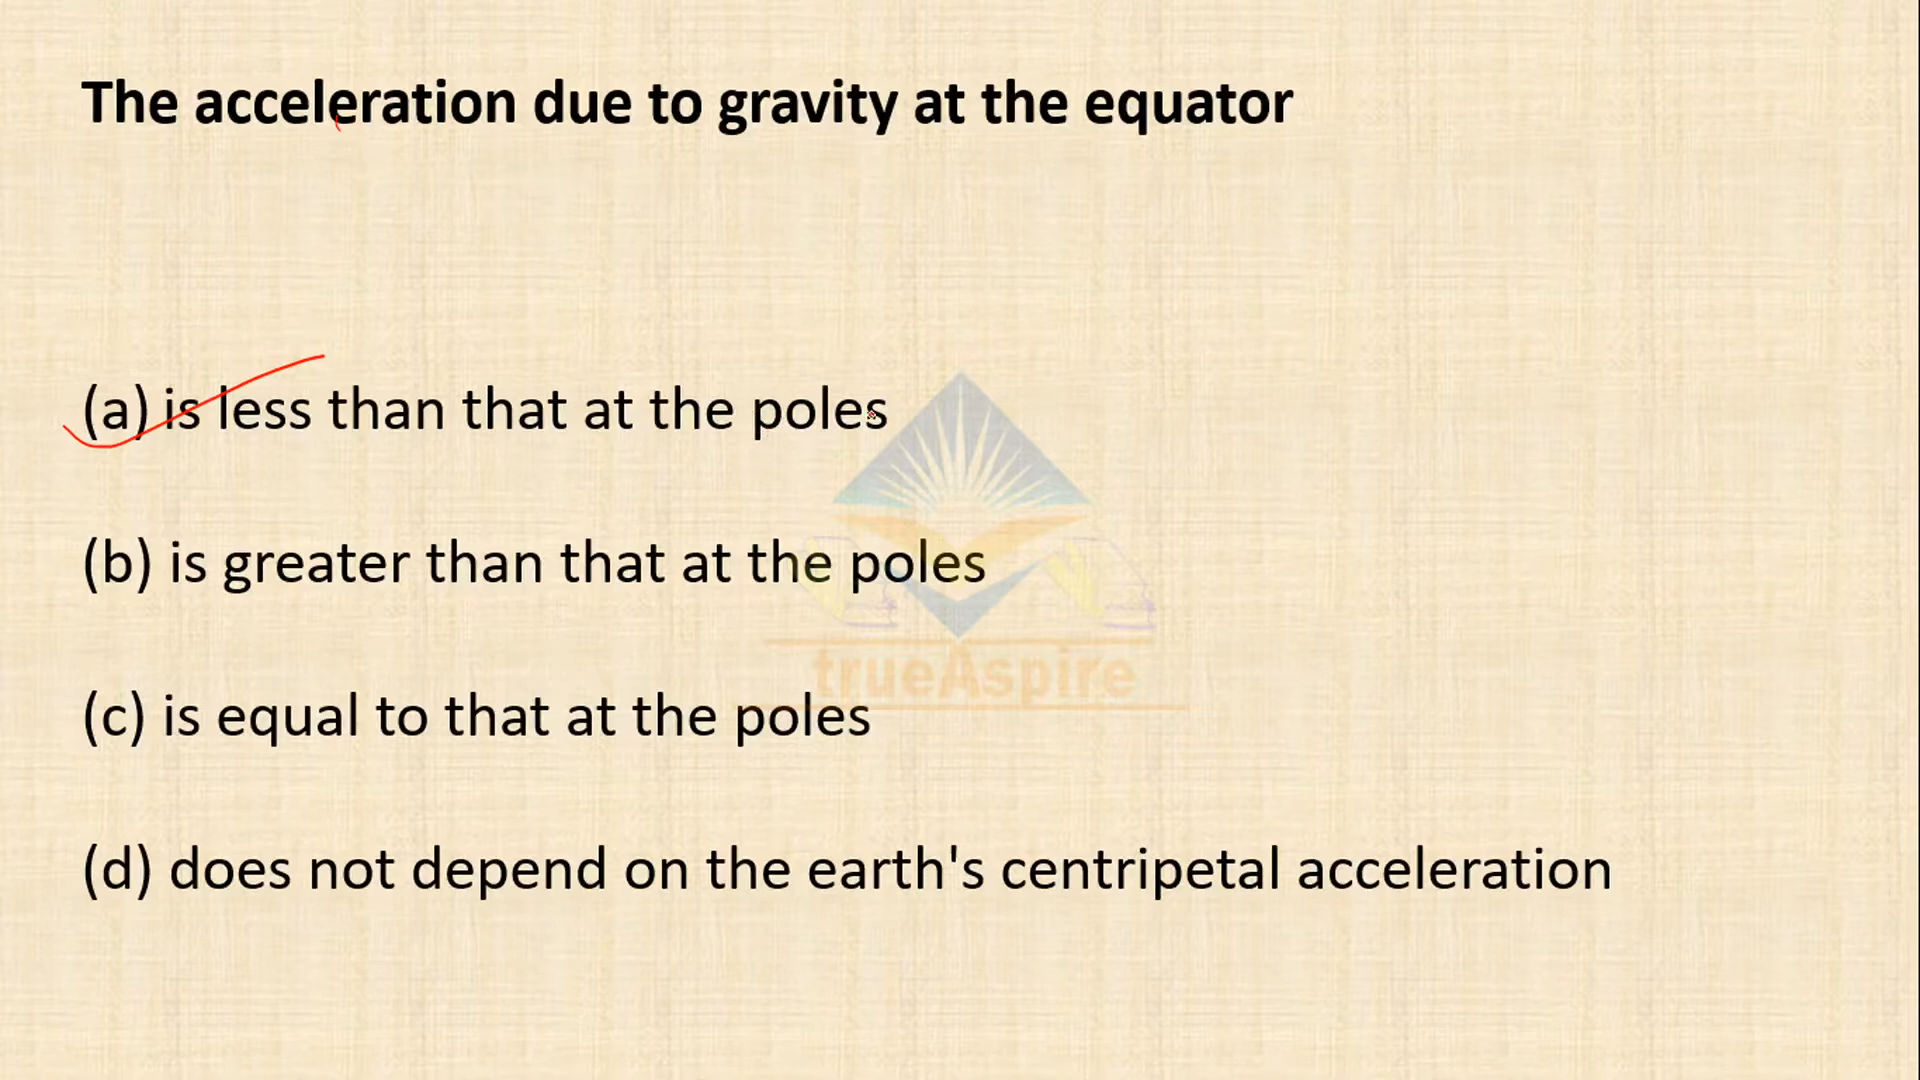 The acceleration due to gravity at the equator
(a) is less than that at the poles
(b) is greater than that at the poles
(c) is equal to that at the poles
(d) does not depend on the earth's centripetal acceleration
trueAspire